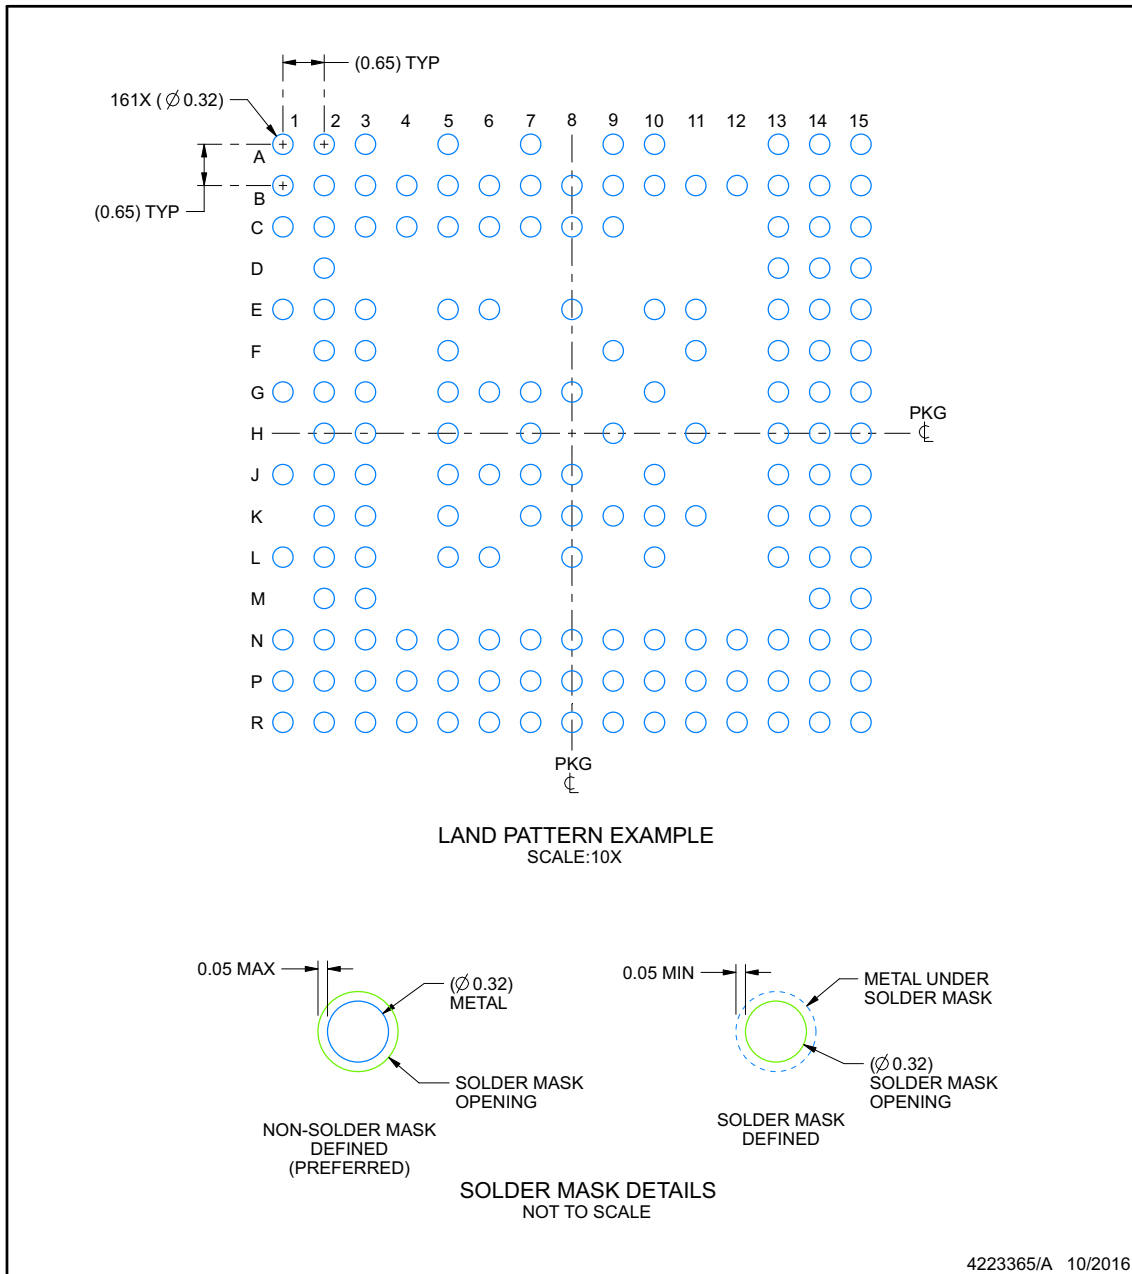 (0.65) TYP
161X (∅ 0.32)
1 2 3 4 5 6 7 8 9 10 11 12 13 14 15
A
B
(0.65) TYP
C
D
E
F
G
PKG
H
J
K
L
M
N
P
R
PKG
LAND PATTERN EXAMPLE
SCALE:10X
0.05 MAX
(∅ 0.32)
METAL
SOLDER MASK
OPENING
NON-SOLDER MASK
DEFINED
(PREFERRED)
0.05 MIN
METAL UNDER
SOLDER MASK
(∅ 0.32)
SOLDER MASK
OPENING
SOLDER MASK
DEFINED
SOLDER MASK DETAILS
NOT TO SCALE
4223365/A 10/2016